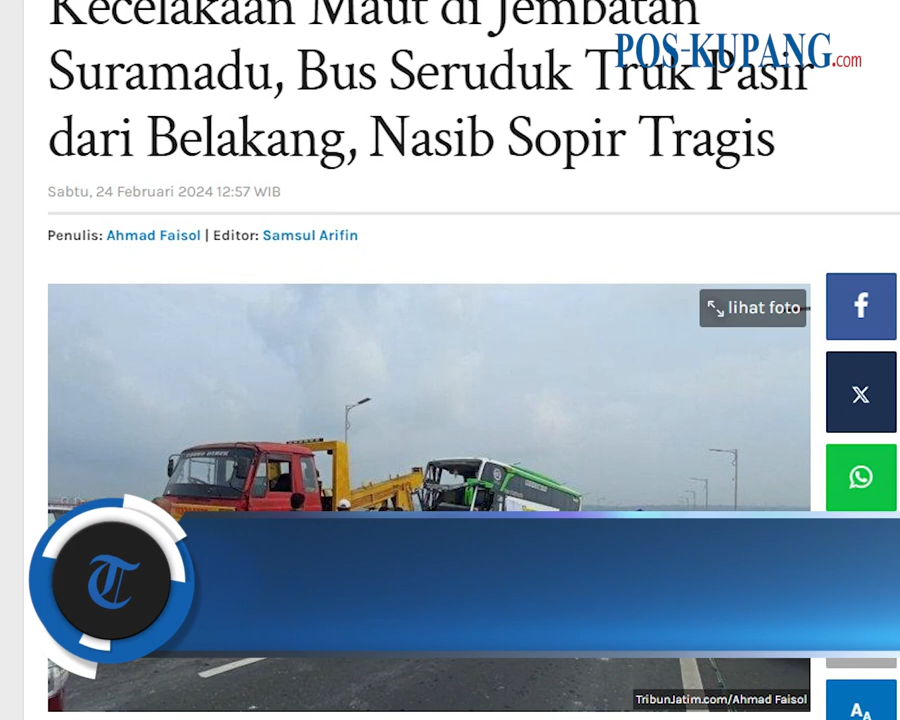 Kecelakaan Maut di Jembatan
POS-KUPANG.com
Suramadu, Bus Seruduk Truk Pasir
dari Belakang, Nasib Sopir Tragis
Sabtu, 24 Februari 2024 12:57 WIB
Penulis: Ahmad Faisol | Editor: Samsul Arifin
lihat foto
T
TribunJatim.com/Ahmad Faisol
AA